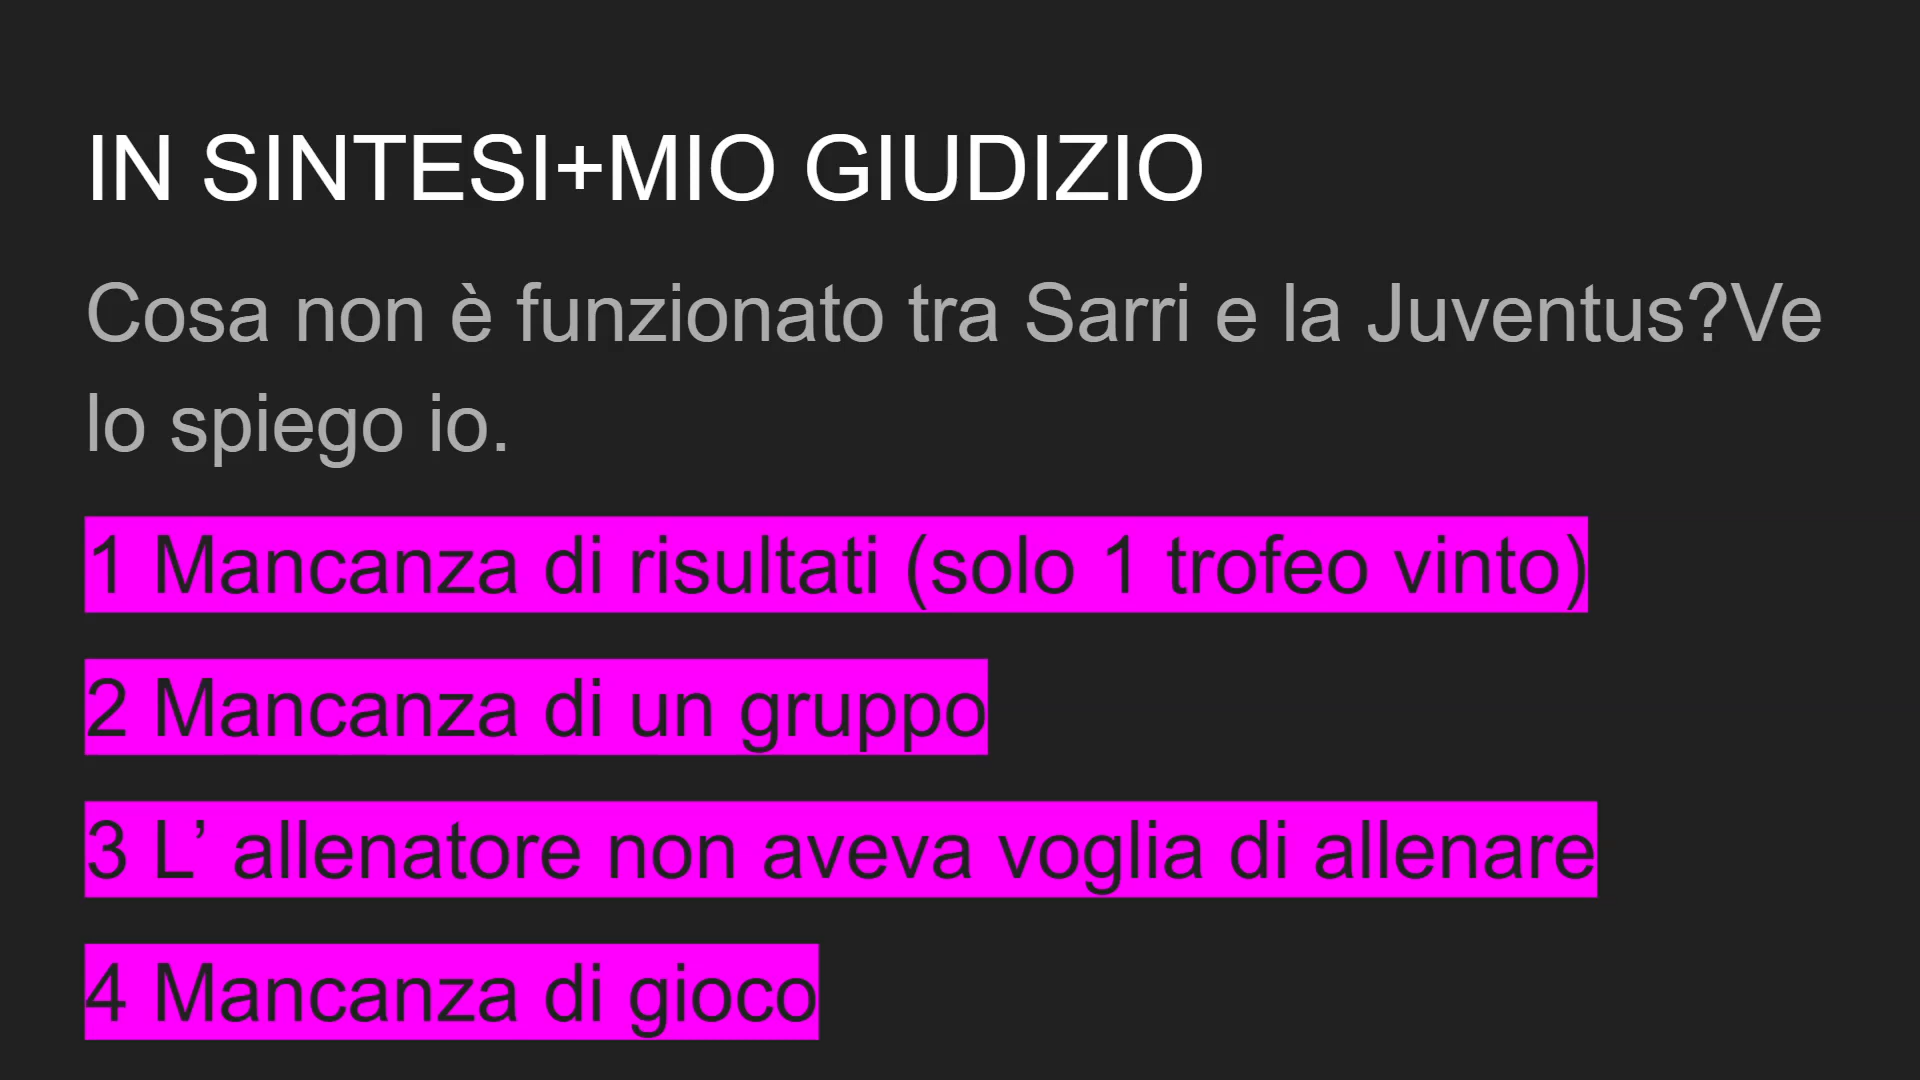 IN SINTESI+MIO GIUDIZIO
Cosa non è funzionato tra Sarri e la Juventus?Ve
lo spiego io.
1 Mancanza di risultati (solo 1 trofeo vinto)
2 Mancanza di un gruppo
3 L’ allenatore non aveva voglia di allenare
4 Mancanza di gioco